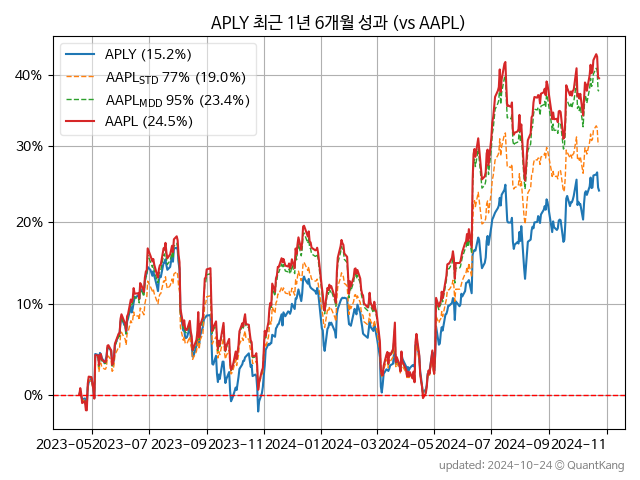 APLY 최근 1년 6개월 성과 (vs AAPL)
APLY (15.2%)
AAPL_STD 77% (19.0%)
AAPL_MDD 95% (23.4%)
AAPL (24.5%)
40%
30%
20%
10%
0%
2023-05 2023-07 2023-09 2023-11 2024-01 2024-03 2024-05 2024-07 2024-09 2024-11
updated: 2024-10-24 © QuantKang